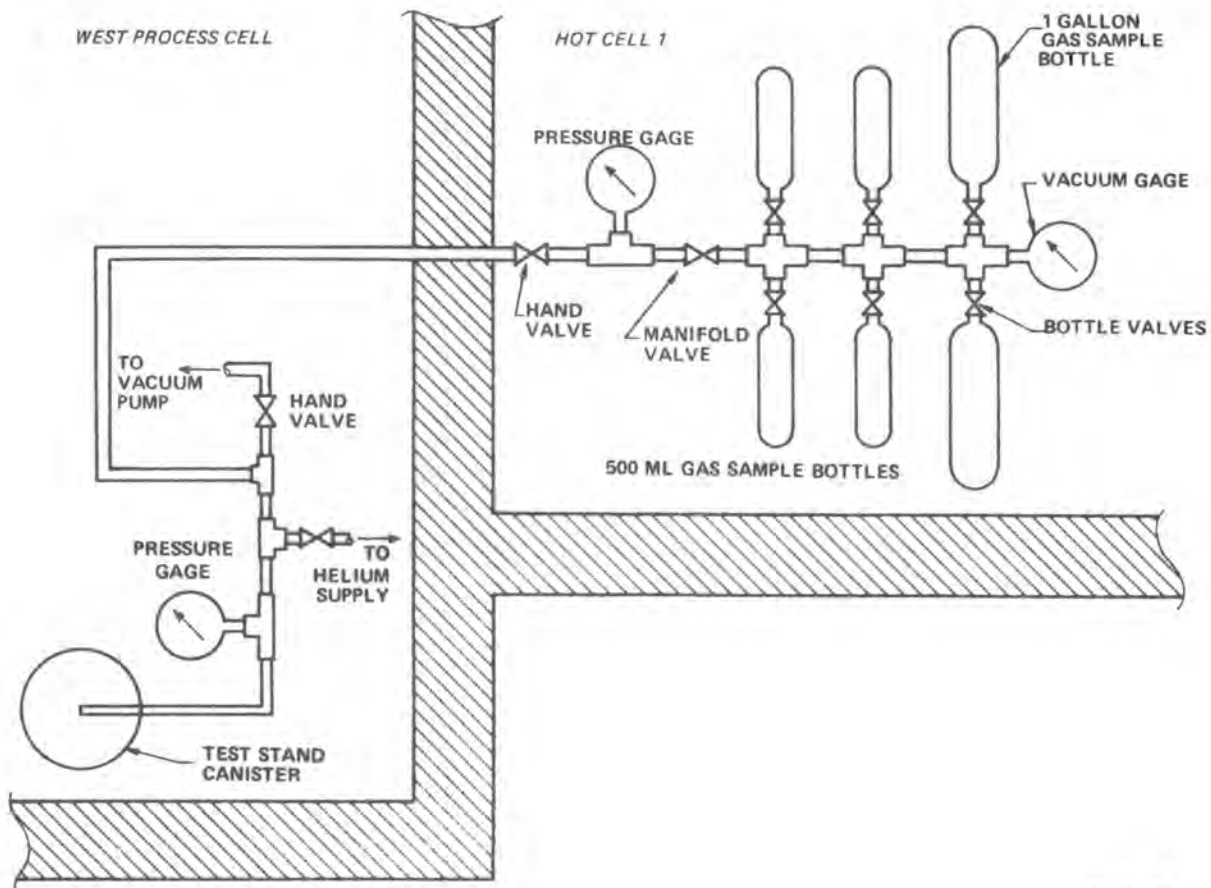 WEST PROCESS CELL
HOT CELL 1
1 GALLON
GAS SAMPLE
BOTTLE
PRESSURE GAGE
VACUUM GAGE
HAND
VALVE
MANIFOLD
VALVE
BOTTLE VALVES
TO
VACUUM
PUMP
HAND
VALVE
500 ML GAS SAMPLE BOTTLES
PRESSURE
GAGE
TO
HELIUM
SUPPLY
TEST STAND
CANISTER